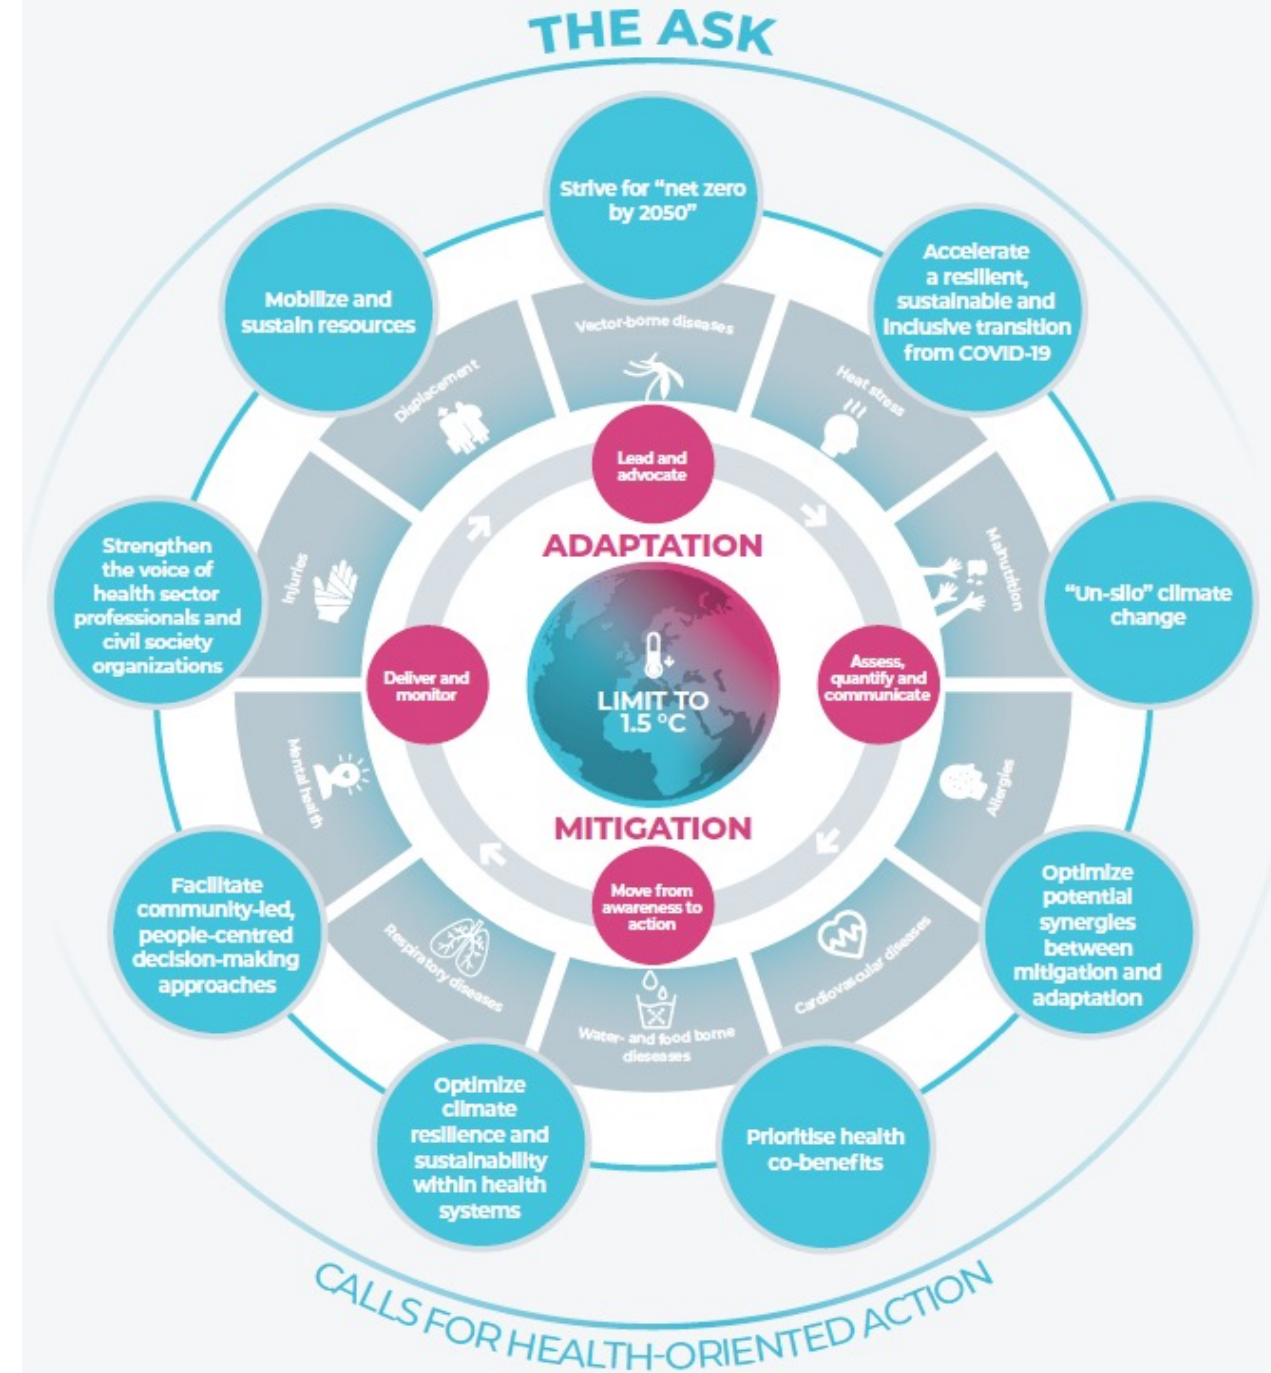 THE ASK
Strive for “net zero
by 2050”
Accelerate
a resilient,
sustainable and
inclusive transition
from COVID-19
“Un-silo” climate
change
Optimize
potential
synergies
between
mitigation and
adaptation
Prioritise health
co-benefits
Optimize
climate
resilience and
sustainability
within health
systems
Facilitate
community-led,
people-centred
decision-making
approaches
Strengthen
the voice of
health sector
professionals and
civil society
organizations
Mobilize and
sustain resources
Vector-borne diseases
Heat stress
Malnutrition
Allergies
Cardiovascular diseases
Water- and food borne
dieseases
Respiratory diseases
Mental health
Injuries
Displacement
Lead and
advocate
Assess,
quantify and
communicate
Move from
awareness to
action
Deliver and
monitor
ADAPTATION
LIMIT TO
1.5 °C
MITIGATION
CALLS FOR HEALTH-ORIENTED ACTION